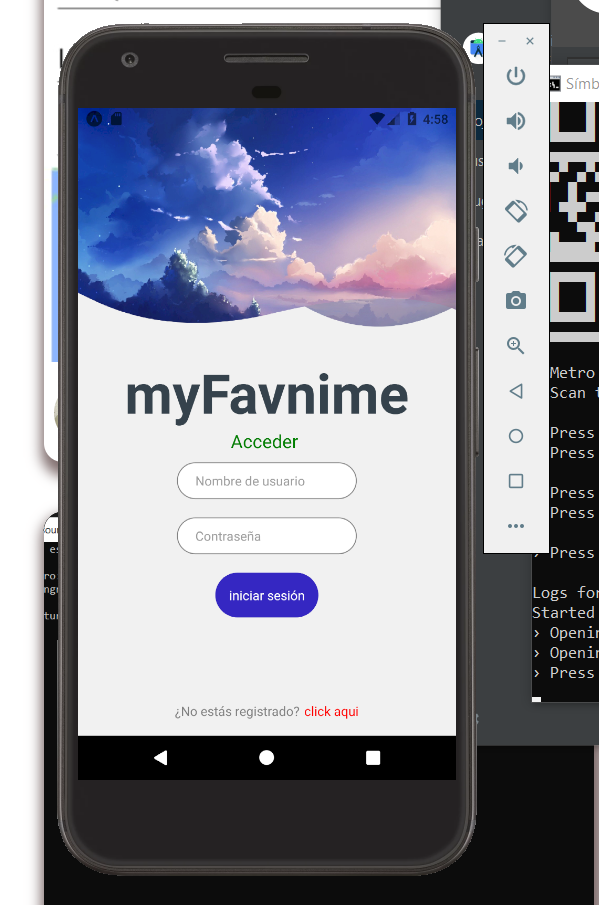 4:58
myFavnime
Acceder
Nombre de usuario
Contraseña
iniciar sesión
¿No estás registrado? click aqui
Metro
Scan
Press
Press
Press
Press
› Press
Logs for
Started
› Openin
› Openin
› Press